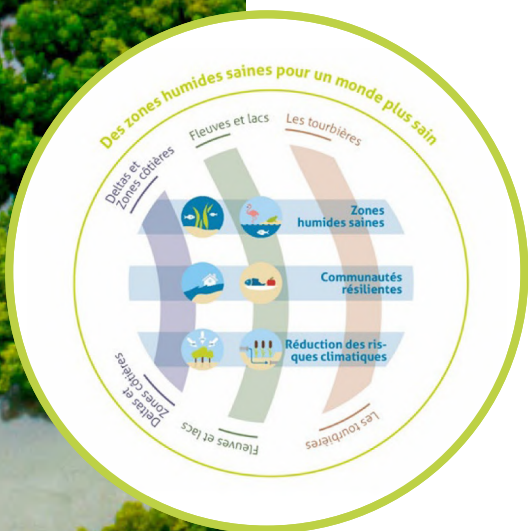 Des zones humides saines pour un monde plus sain
Deltas et
Zones côtières
Fleuves et lacs
Les tourbières
Zones
humides saines
Communautés
résilientes
Réduction des ris-
ques climatiques
Deltas et
Zones côtières
Fleuves et lacs
Les tourbières